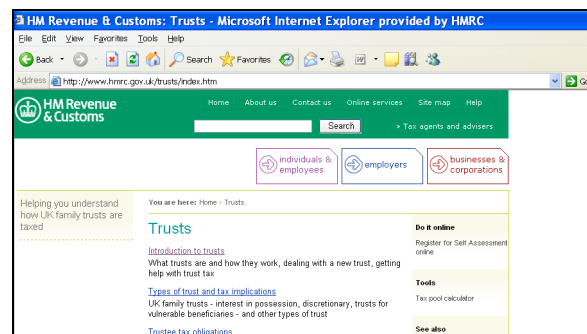 HM Revenue & Customs: Trusts - Microsoft Internet Explorer provided by HMRC
File Edit View Favorites Tools Help
Back Search Favorites
Address http://www.hmrc.gov.uk/trusts/index.htm Go
HM Revenue
& Customs
Home About us Contact us Online services Site map Help
Search » Tax agents and advisers
individuals &
employees
employers
businesses &
corporations
Helping you understand
how UK family trusts are
taxed
You are here: Home > Trusts
Trusts
Introduction to trusts
What trusts are and how they work, dealing with a new trust, getting
help with trust tax
Types of trust and tax implications
UK family trusts - interest in possession, discretionary, trusts for
vulnerable beneficiaries - and other types of trust
Trustee tax obligations
Do it online
Register for Self Assessment
online
Tools
Tax pool calculator
See also